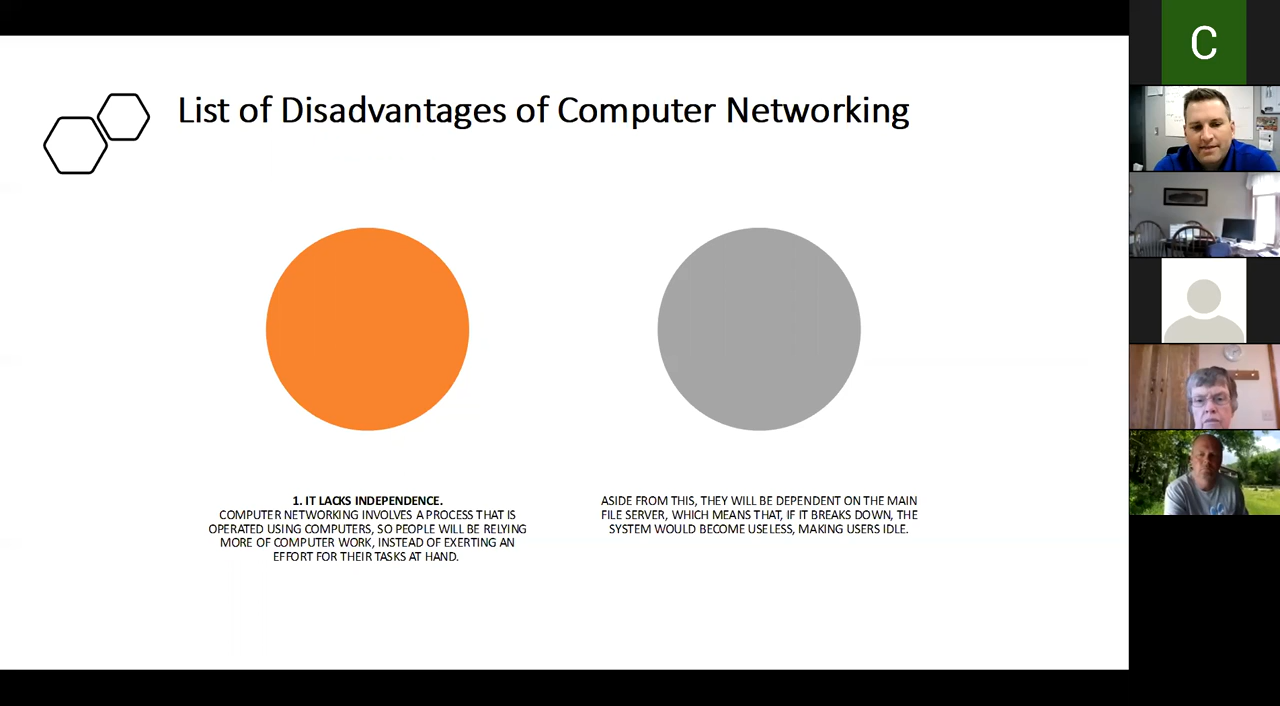 C
List of Disadvantages of Computer Networking
1. IT LACKS INDEPENDENCE.
COMPUTER NETWORKING INVOLVES A PROCESS THAT IS
OPERATED USING COMPUTERS, SO PEOPLE WILL BE RELYING
MORE OF COMPUTER WORK, INSTEAD OF EXERTING AN
EFFORT FOR THEIR TASKS AT HAND.
ASIDE FROM THIS, THEY WILL BE DEPENDENT ON THE MAIN
FILE SERVER, WHICH MEANS THAT, IF IT BREAKS DOWN, THE
SYSTEM WOULD BECOME USELESS, MAKING USERS IDLE.